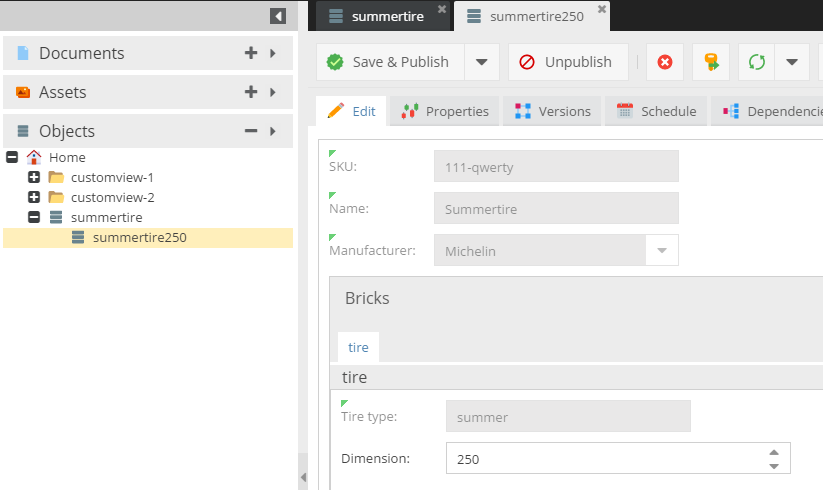 summertire
summertire250
Documents
Save & Publish
Unpublish
Assets
Edit
Properties
Versions
Schedule
Dependencie
Objects
Home
customview-1
customview-2
summertire
summertire250
SKU:
111-qwerty
Name:
Summertire
Manufacturer:
Michelin
Bricks
tire
tire
Tire type:
summer
Dimension:
250